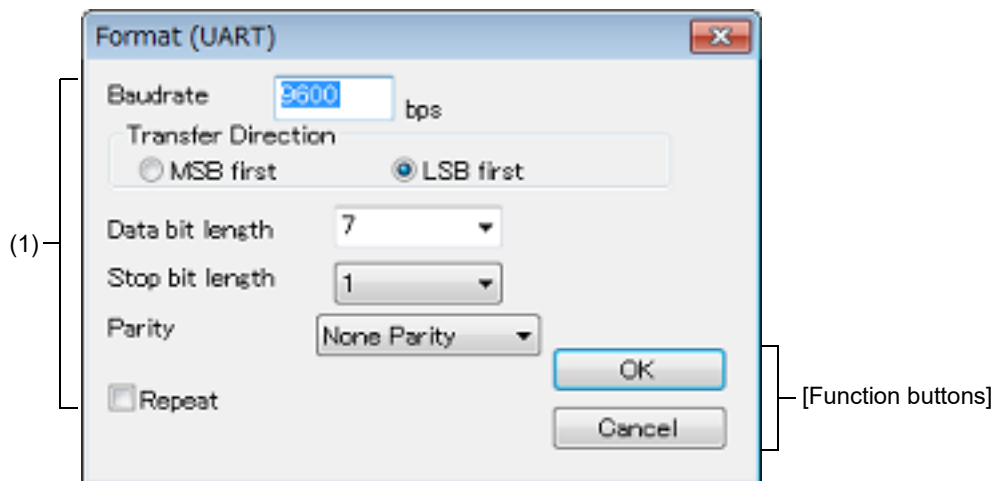 Format (UART)
Baudrate 9600 bps
Transfer Direction
MSB first LSB first
(1)
Data bit length 7
Stop bit length 1
Parity None Parity
OK
[Function buttons]
Repeat
Cancel